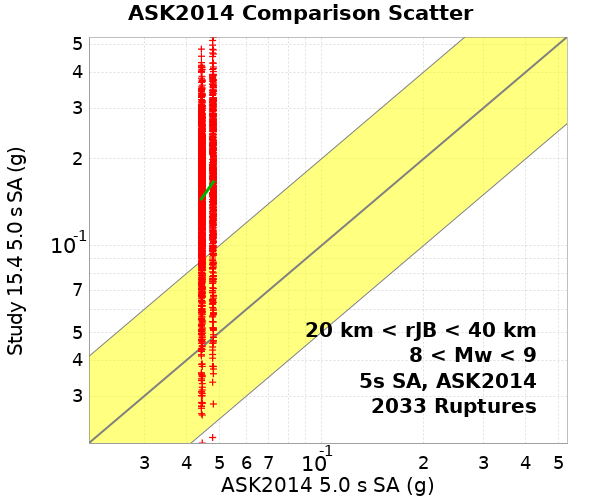 ASK2014 Comparison Scatter
Study 15.4 5.0 s SA (g)
5
4
3
2
10-1
7
5
4
3
20 km < rJB < 40 km
8 < Mw < 9
5s SA, ASK2014
2033 Ruptures
3 4 5 6 7 10-1 2 3 4 5
ASK2014 5.0 s SA (g)